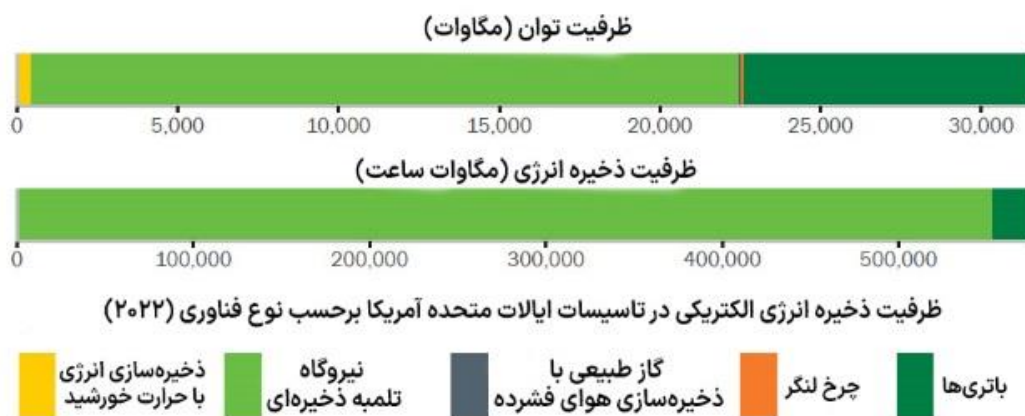 ظرفیت توان (مگاوات)
0 5,000 10,000 15,000 20,000 25,000 30,000
ظرفیت ذخیره انرژی (مگاوات ساعت)
0 100,000 200,000 300,000 400,000 500,000
ظرفیت ذخیره انرژی الکتریکی در تاسیسات ایالات متحده آمریکا برحسب نوع فناوری (۲۰۲۲)
ذخیره‌سازی انرژی
با حرارت خورشید
نیروگاه
تلمبه ذخیره‌ای
گاز طبیعی با
ذخیره‌سازی هوای فشرده
چرخ لنگر
باتری‌ها